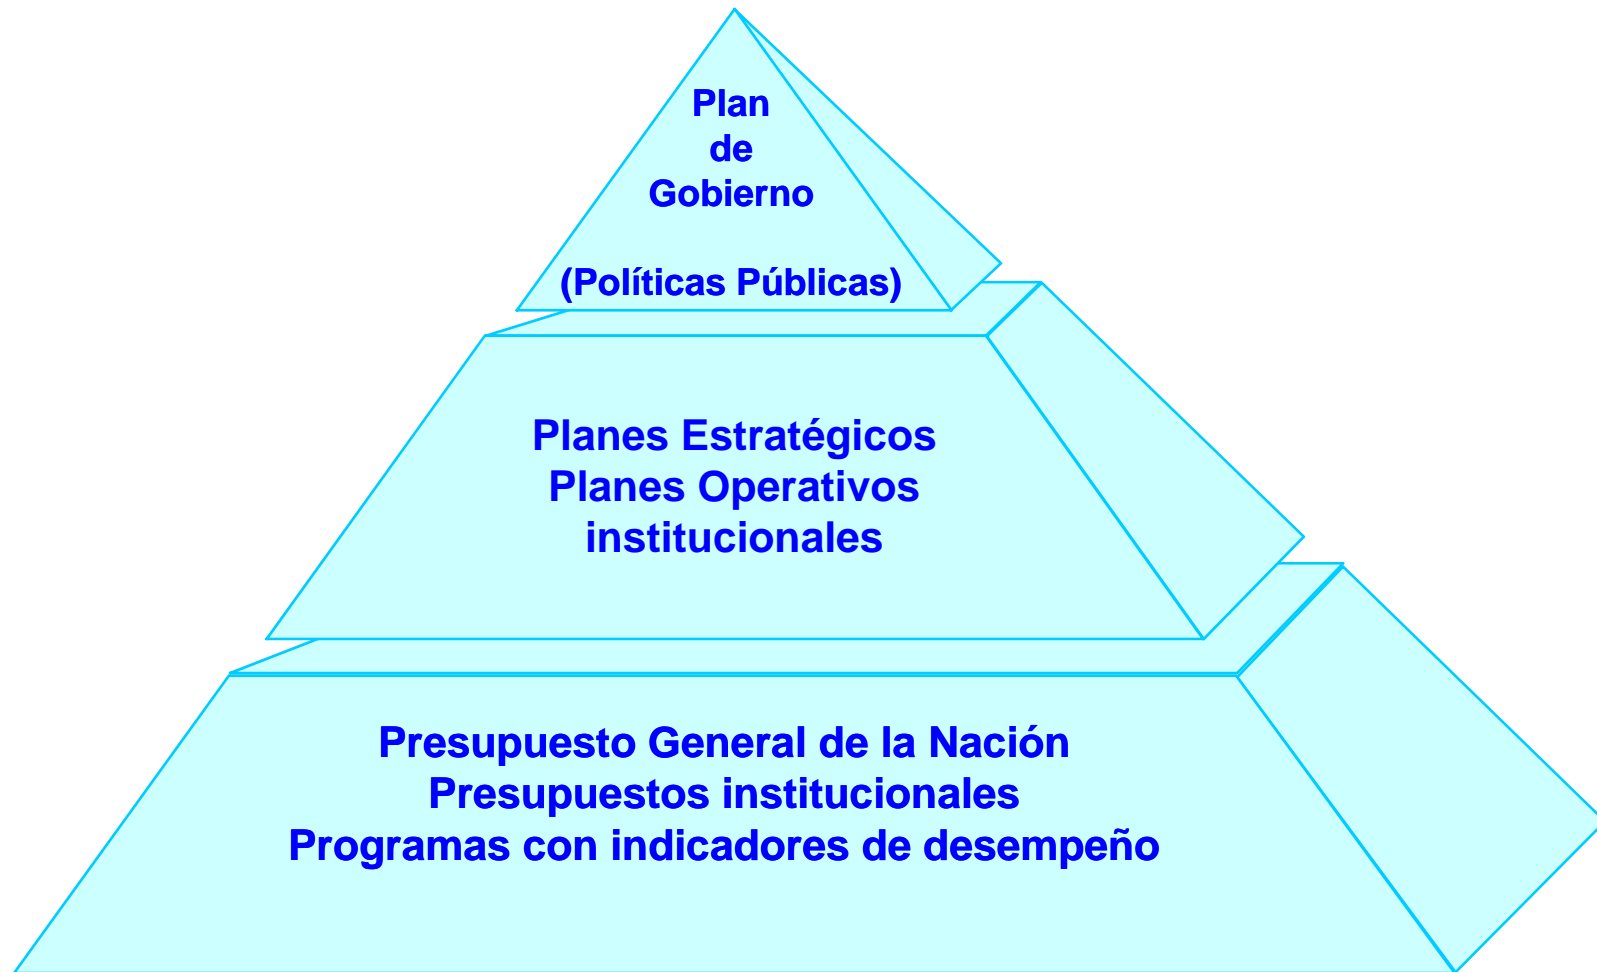 Plan
de
Gobierno
(Políticas Públicas)
Planes Estratégicos
Planes Operativos
institucionales
Presupuesto General de la Nación
Presupuestos institucionales
Programas con indicadores de desempeño